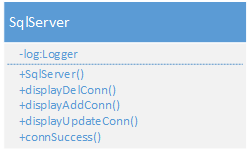 SqlServer
-log:Logger
+SqlServer()
+displayDelConn()
+displayAddConn()
+displayUpdateConn()
+connSuccess()